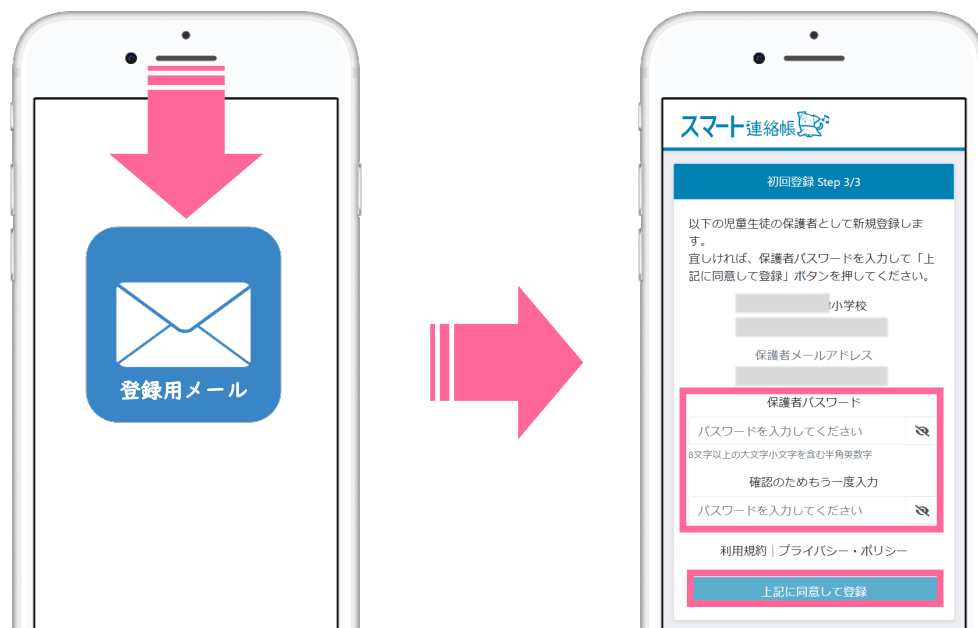 登録用メール
スマート連絡帳
初回登録 Step 3/3
以下の児童生徒の保護者として新規登録しま
す。
宜しければ、保護者パスワードを入力して「上
記に同意して登録」ボタンを押してください。
小学校
保護者メールアドレス
保護者パスワード
パスワードを入力してください
8文字以上の大文字小文字を含む半角英数字
確認のためもう一度入力
パスワードを入力してください
利用規約｜プライバシー・ポリシー
上記に同意して登録